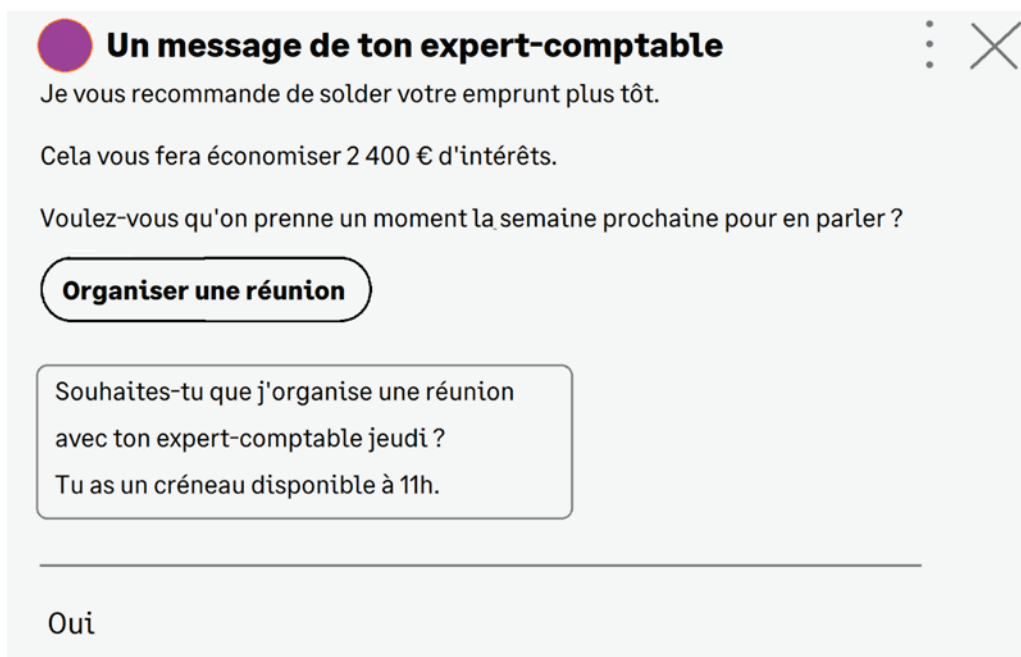 Un message de ton expert-comptable
Je vous recommande de solder votre emprunt plus tôt.
Cela vous fera économiser 2 400 € d'intérêts.
Voulez-vous qu'on prenne un moment la semaine prochaine pour en parler ?
Organiser une réunion
Souhaites-tu que j'organise une réunion
avec ton expert-comptable jeudi ?
Tu as un créneau disponible à 11h.
Oui